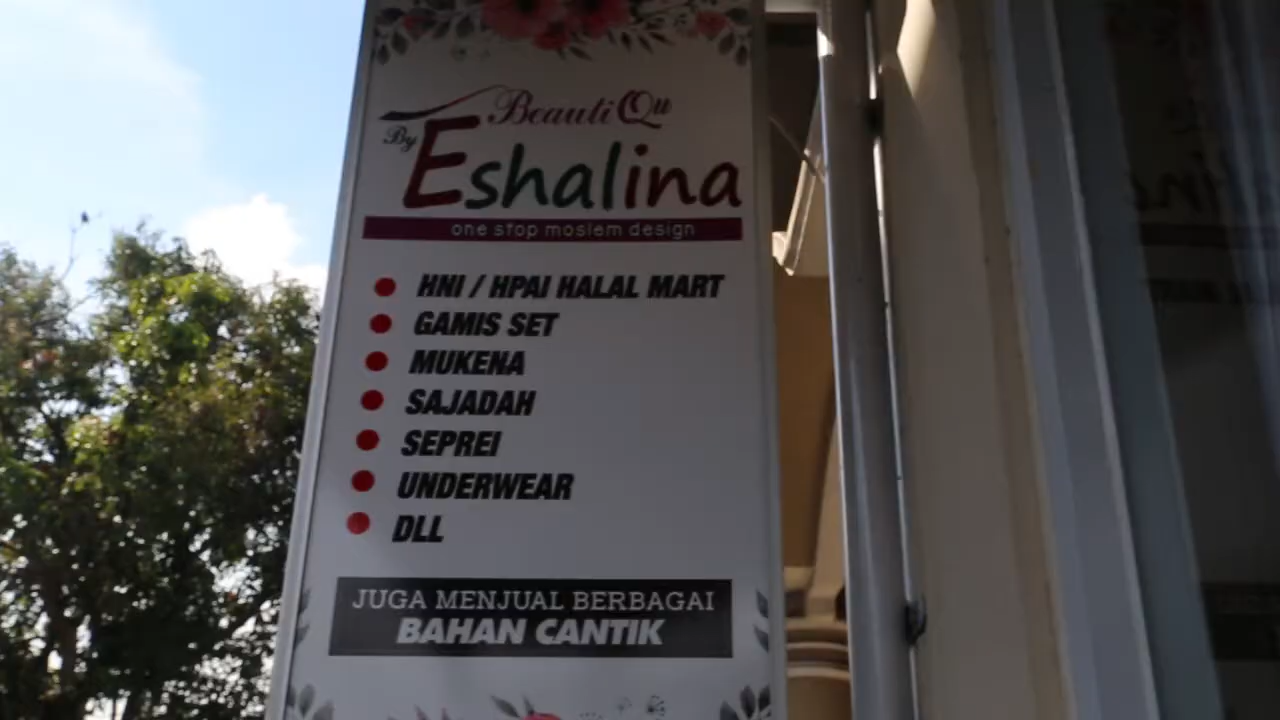 BeautiQu
By Eshalina
one stop moslem design
HNI / HPAI HALAL MART
GAMIS SET
MUKENA
SAJADAH
SEPREI
UNDERWEAR
DLL
JUGA MENJUAL BERBAGAI
BAHAN CANTIK